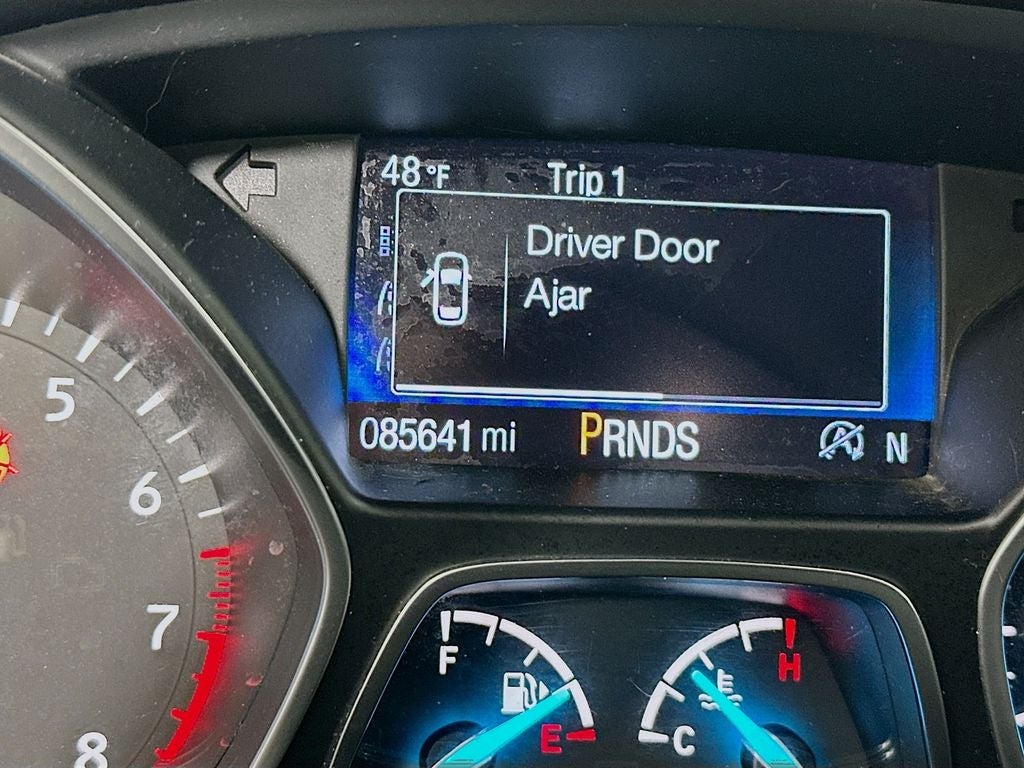 48°F Trip 1
Driver Door
Ajar
085641 mi PRNDS A N
5
6
7
8
F
E
H
C